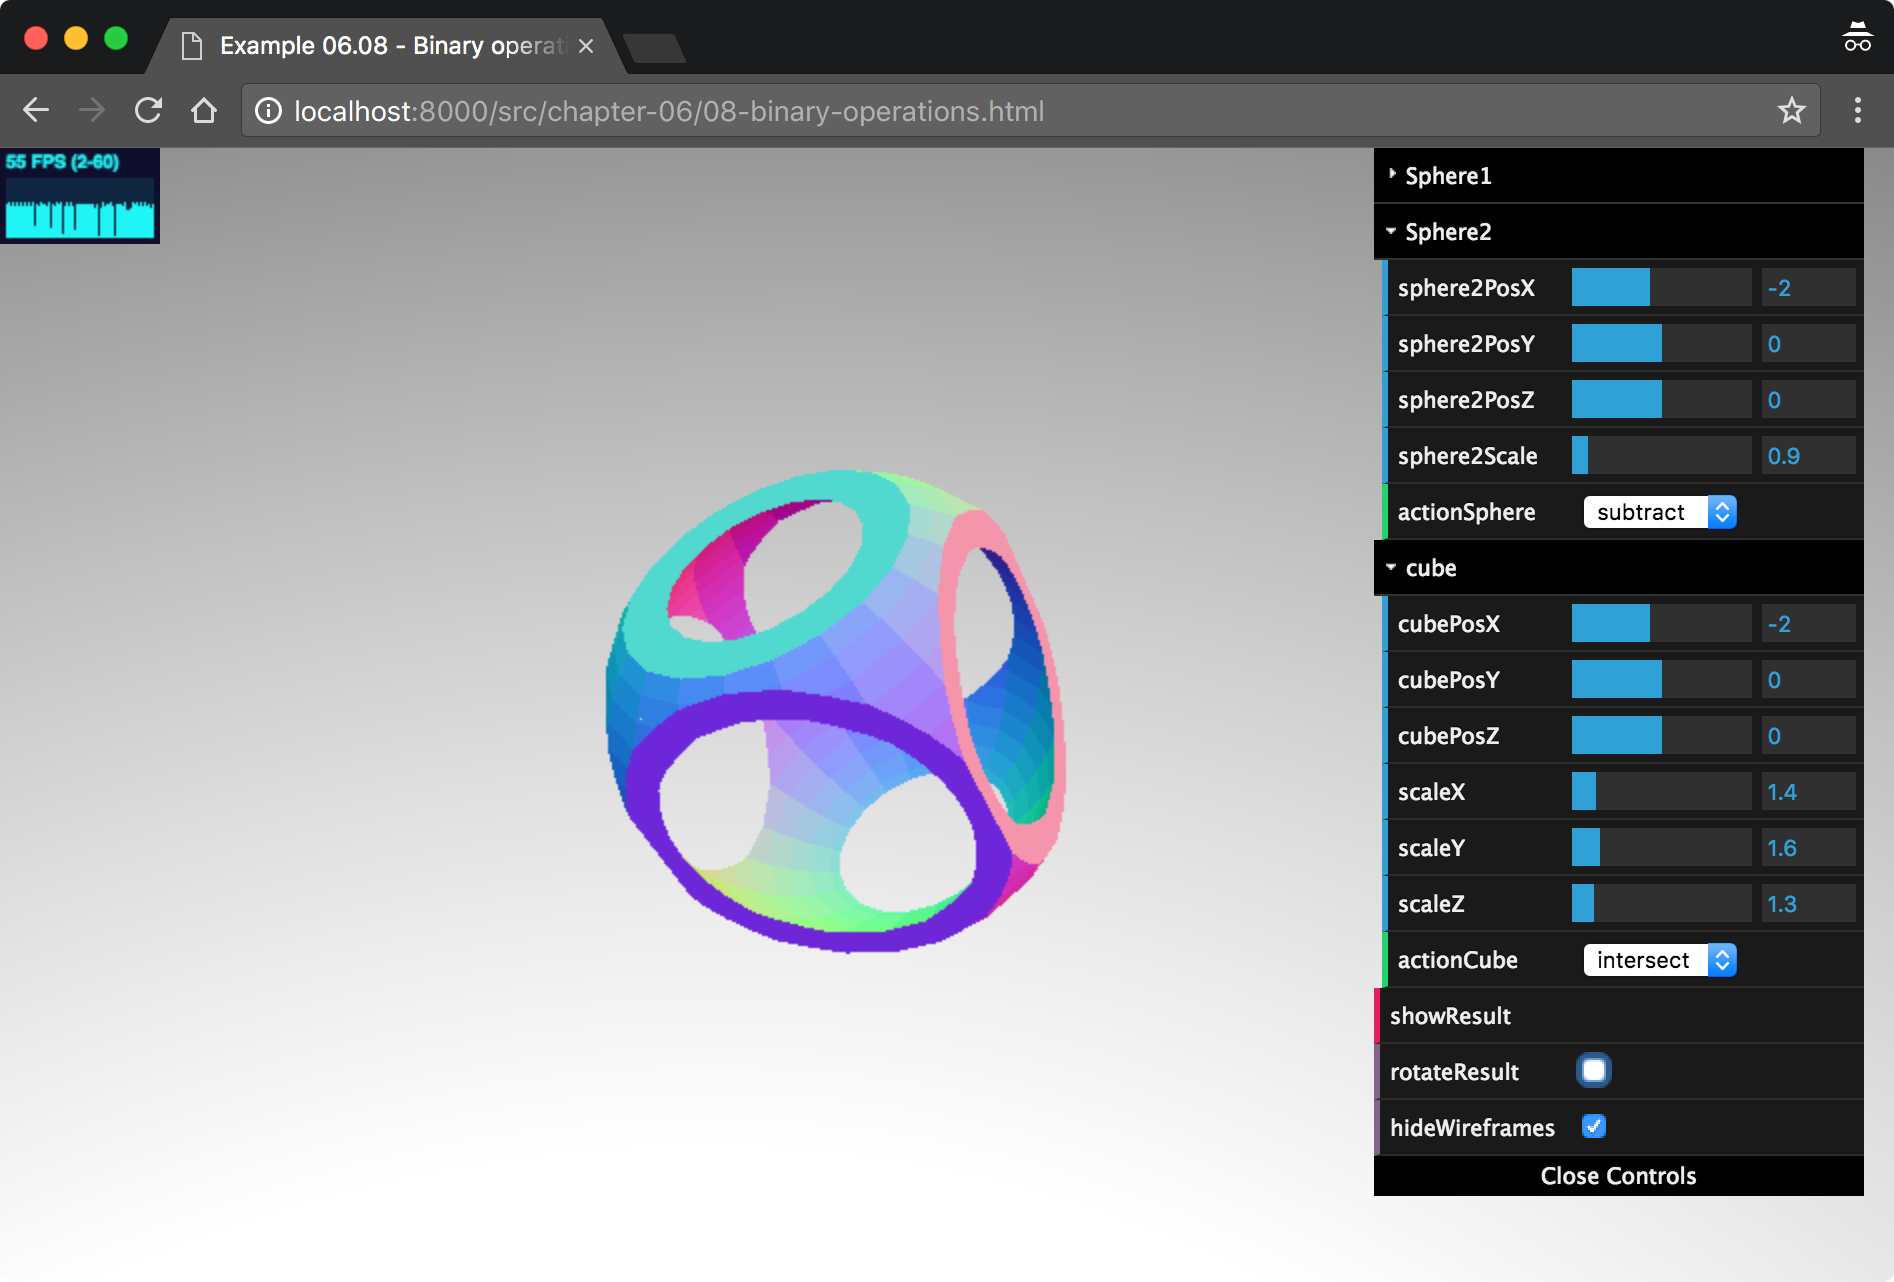 Example 06.08 - Binary operati
localhost:8000/src/chapter-06/08-binary-operations.html
55 FPS (2-60)
Sphere1
Sphere2
sphere2PosX -2
sphere2PosY 0
sphere2PosZ 0
sphere2Scale 0.9
actionSphere subtract
cube
cubePosX -2
cubePosY 0
cubePosZ 0
scaleX 1.4
scaleY 1.6
scaleZ 1.3
actionCube intersect
showResult
rotateResult
hideWireframes
Close Controls